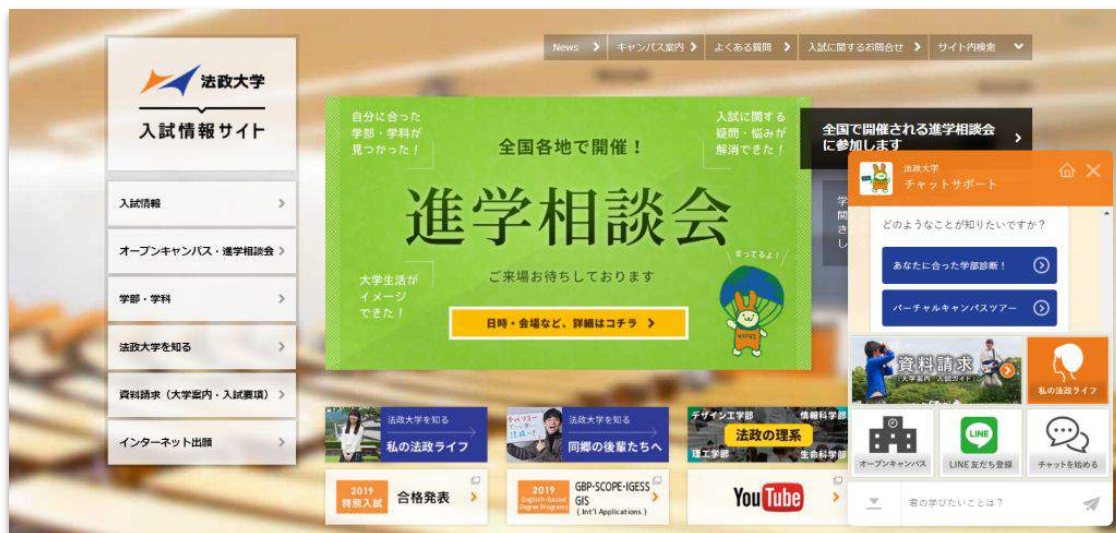 法政大学
入試情報サイト
入試情報
オープンキャンパス・進学相談会
学部・学科
法政大学を知る
資料請求（大学案内・入試要項）
インターネット出願
News
キャンパス案内
よくある質問
入試に関するお問合せ
サイト内検索
自分に合った
学部・学科が
見つかった！
全国各地で開催！
入試に関する
疑問・悩みが
解消できた！
進学相談会
ご来場お待ちしております
まってるよ！
大学生活が
イメージ
できた！
日時・会場など、詳細はコチラ
全国で開催される進学相談会
に参加します
法政大学
チャットサポート
どのようなことが知りたいですか？
あなたに合った学部診断！
バーチャルキャンパスツアー
資料請求
（大学案内・入試ガイド）
私の法政ライフ
オープンキャンパス
LINE
LINE友だち登録
チャットを始める
君の学びたいことは？
法政大学を知る
私の法政ライフ
法政大学を知る
同郷の後輩たちへ
デザイン工学部
情報科学部
法政の理系
理工学部
生命科学部
2019
特別入試
合格発表
2019
English-based
Degree Programs
GBP・SCOPE・IGESS
GIS
( Int'l Applications )
YouTube